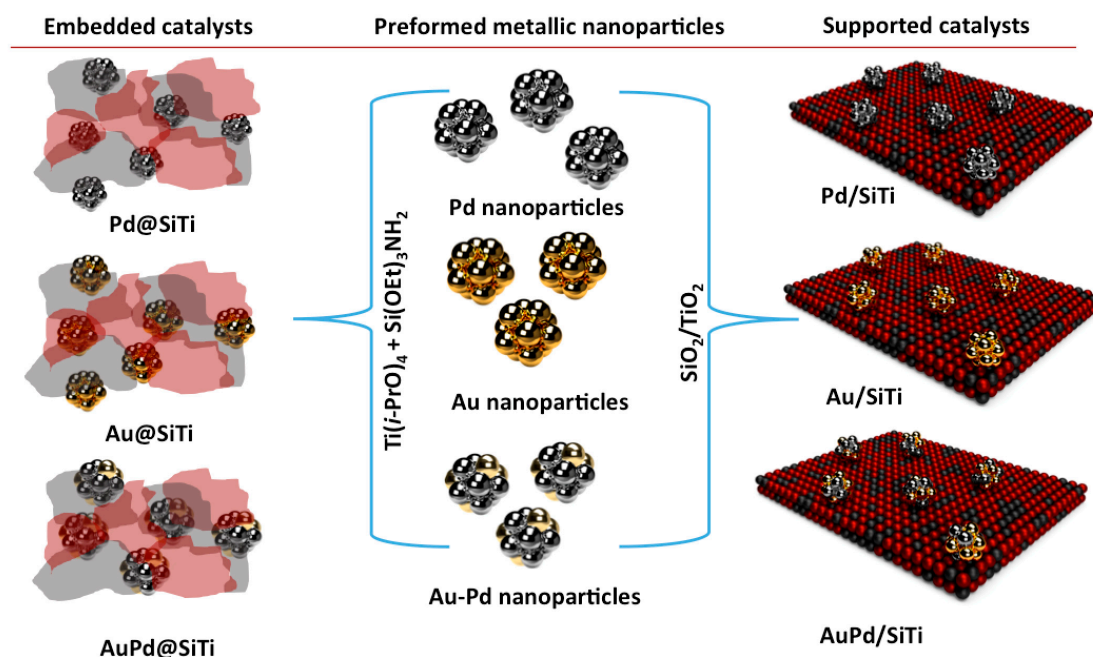 Embedded catalysts
Preformed metallic nanoparticles
Supported catalysts
Pd@SiTi
Au@SiTi
AuPd@SiTi
Ti(i-PrO)₄ + Si(OEt)₃NH₂
Pd nanoparticles
Au nanoparticles
Au-Pd nanoparticles
SiO₂/TiO₂
Pd/SiTi
Au/SiTi
AuPd/SiTi